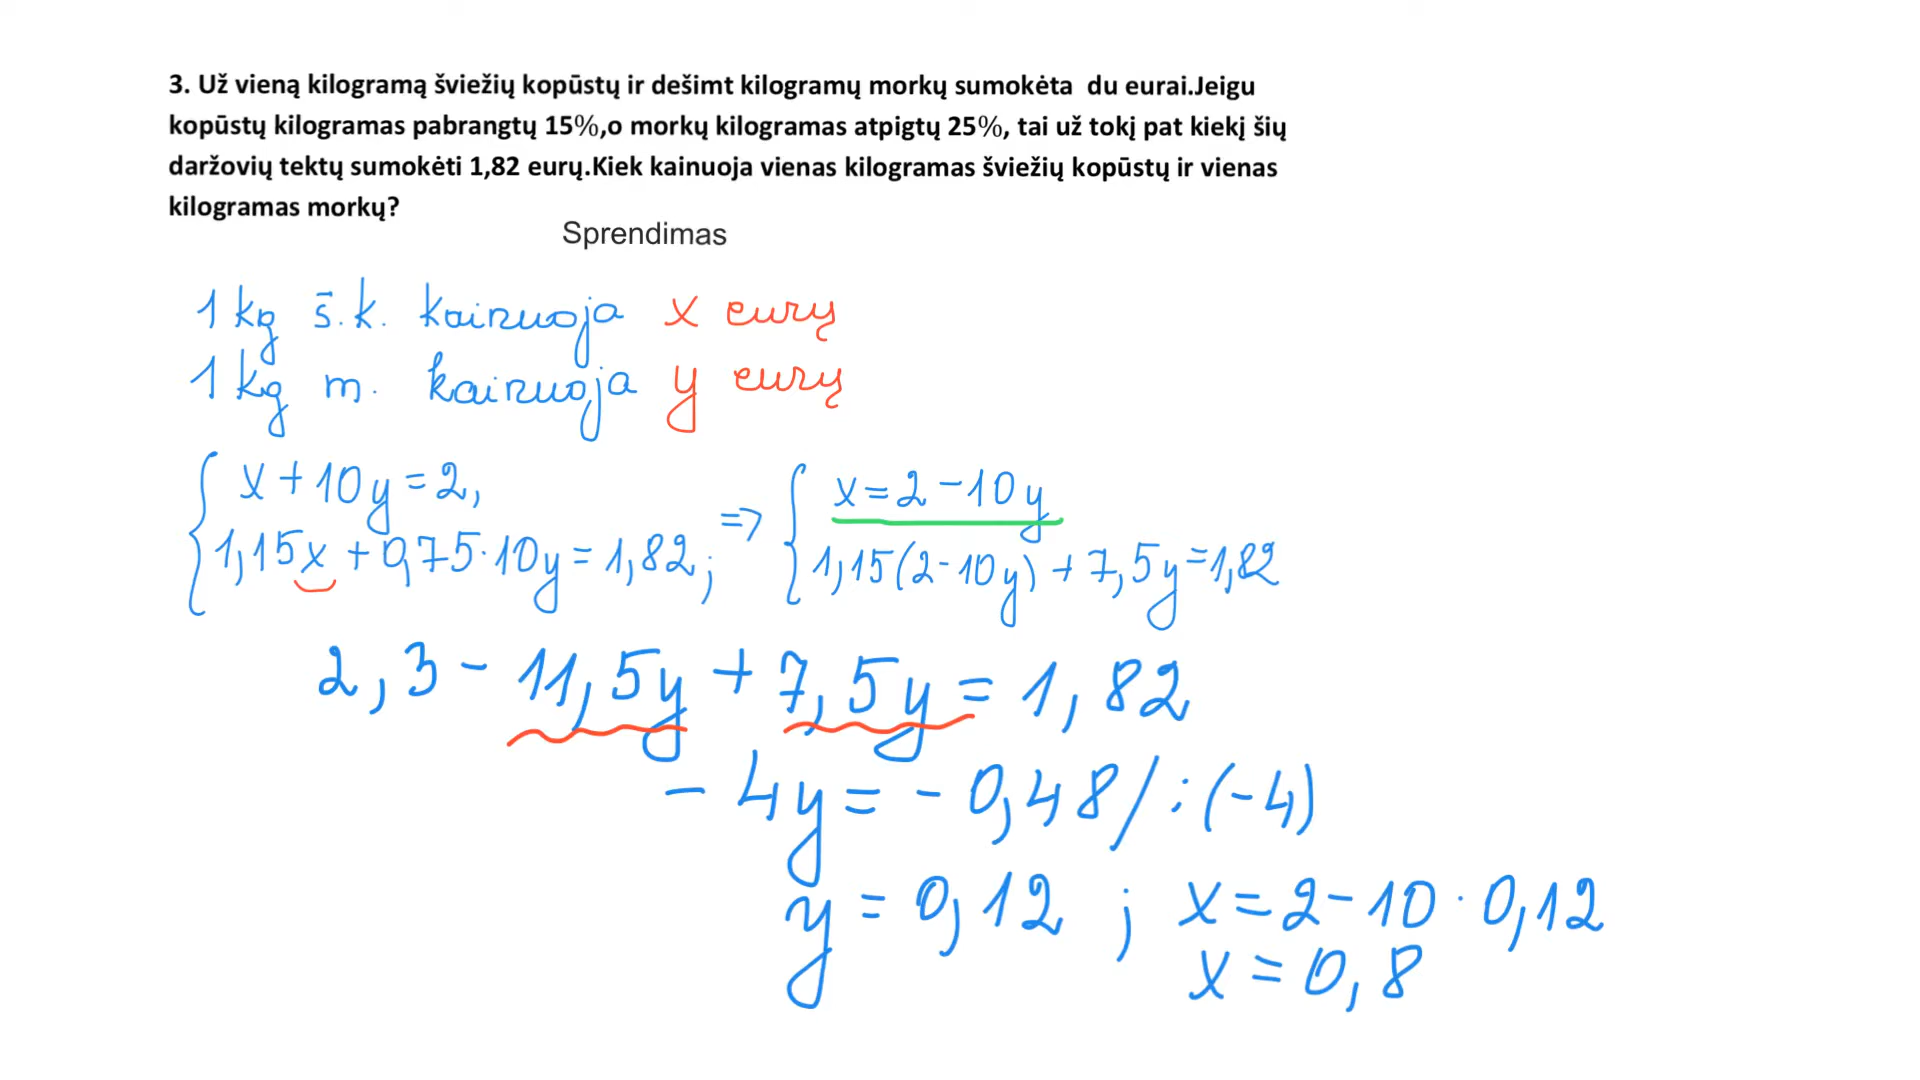 3. Už vieną kilogramą šviežių kopūstų ir dešimt kilogramų morkų sumokėta du eurai.Jeigu
kopūstų kilogramas pabrangtų 15%,o morkų kilogramas atpigtų 25%, tai už tokį pat kiekį šių
daržovių tektų sumokėti 1,82 eurų.Kiek kainuoja vienas kilogramas šviežių kopūstų ir vienas
kilogramas morkų?
Sprendimas
1 kg š.k. kainuoja x eurų
1 kg m. kainuoja y eurų
{ x + 10y = 2, => { x = 2 - 10y
1,15x + 0,75·10y = 1,82; 1,15(2-10y) + 7,5y = 1,82
2,3 - 11,5y + 7,5y = 1,82
- 4y = - 0,48 / : (-4)
y = 0,12 ; x = 2 - 10 · 0,12
x = 0,8